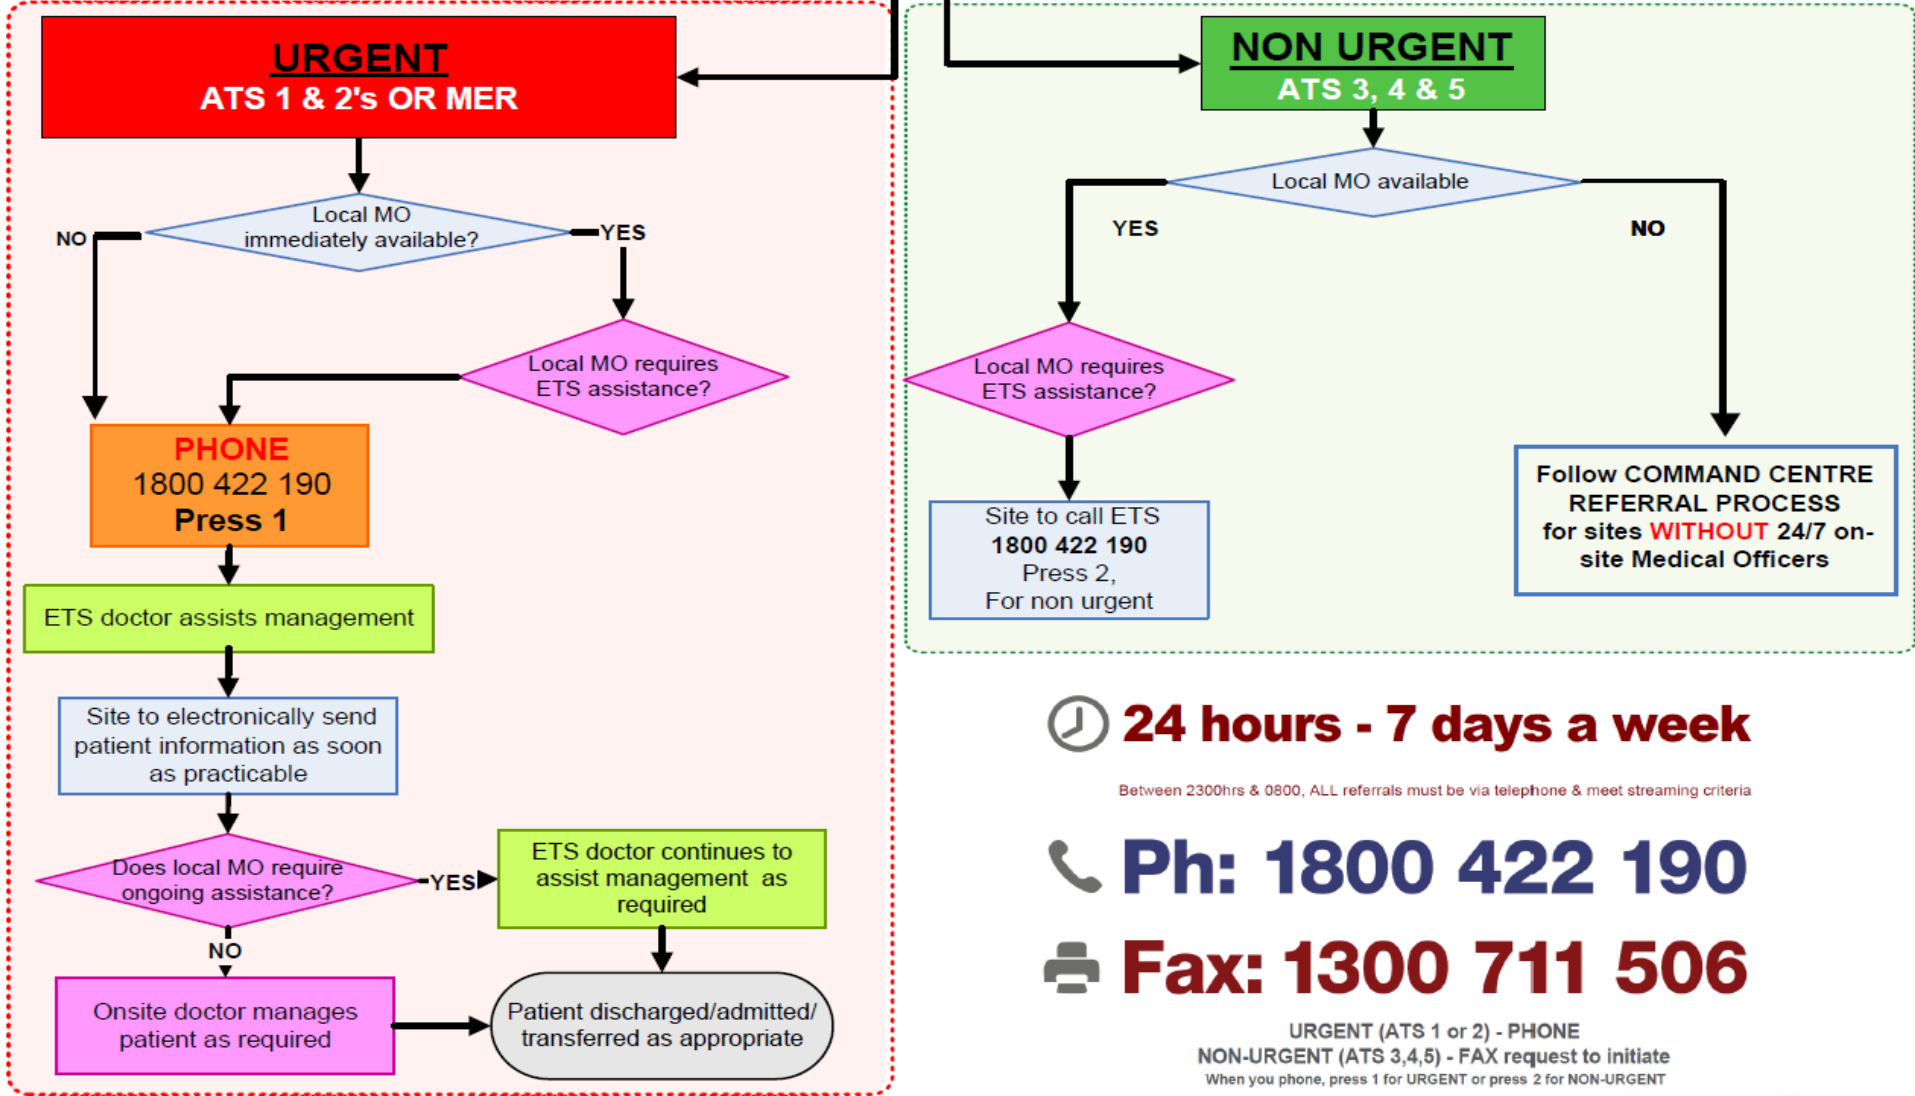 URGENT
ATS 1 & 2's OR MER
Local MO
immediately available?
NO
YES
Local MO requires
ETS assistance?
PHONE
1800 422 190
Press 1
ETS doctor assists management
Site to electronically send
patient information as soon
as practicable
Does local MO require
ongoing assistance?
YES
ETS doctor continues to
assist management as
required
NO
Onsite doctor manages
patient as required
Patient discharged/admitted/
transferred as appropriate
NON URGENT
ATS 3, 4 & 5
Local MO available
YES
NO
Local MO requires
ETS assistance?
Site to call ETS
1800 422 190
Press 2,
For non urgent
Follow COMMAND CENTRE
REFERRAL PROCESS
for sites WITHOUT 24/7 on-
site Medical Officers
24 hours - 7 days a week
Between 2300hrs & 0800, ALL referrals must be via telephone & meet streaming criteria
Ph: 1800 422 190
Fax: 1300 711 506
URGENT (ATS 1 or 2) - PHONE
NON-URGENT (ATS 3,4,5) - FAX request to initiate
When you phone, press 1 for URGENT or press 2 for NON-URGENT